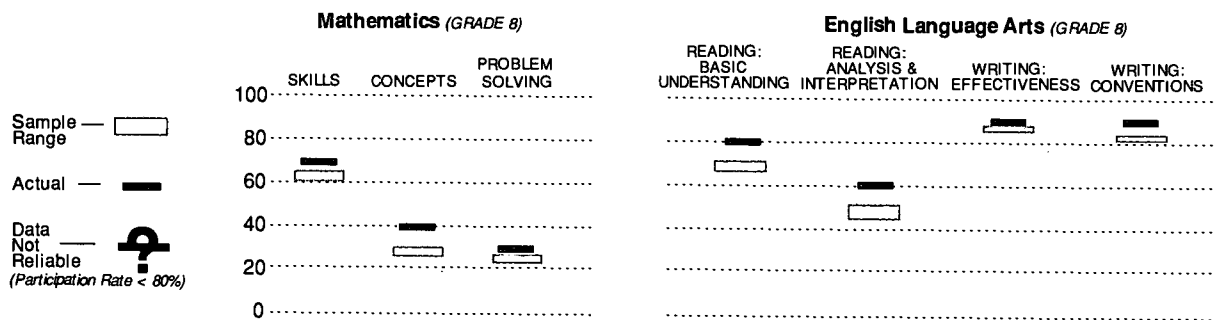 Mathematics (GRADE 8)
SKILLS
CONCEPTS
PROBLEM
SOLVING
100
80
60
40
20
0
Sample
Range
Actual
Data
Not
Reliable
(Participation Rate < 80%)
?
English Language Arts (GRADE 8)
READING:
BASIC
UNDERSTANDING
READING:
ANALYSIS &
INTERPRETATION
WRITING:
EFFECTIVENESS
WRITING:
CONVENTIONS